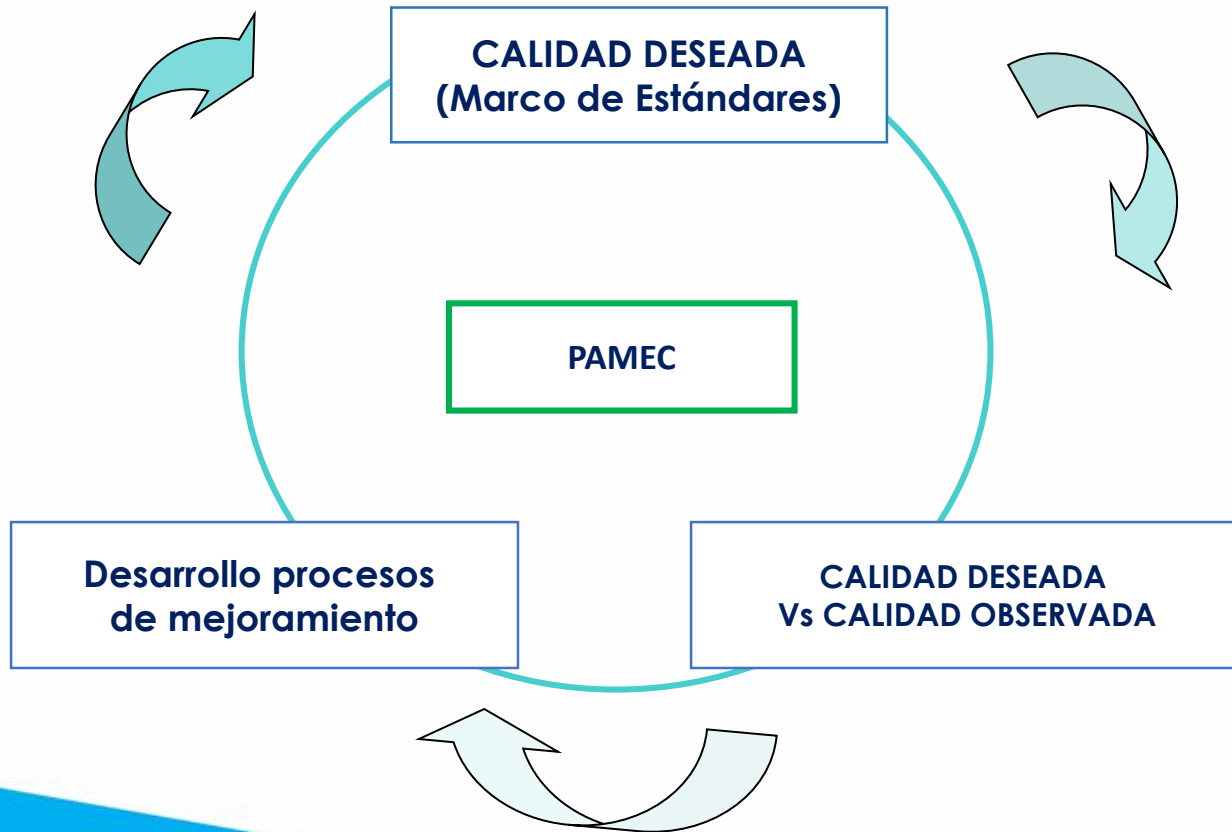 CALIDAD DESEADA
(Marco de Estándares)
PAMEC
Desarrollo procesos
de mejoramiento
CALIDAD DESEADA
Vs CALIDAD OBSERVADA